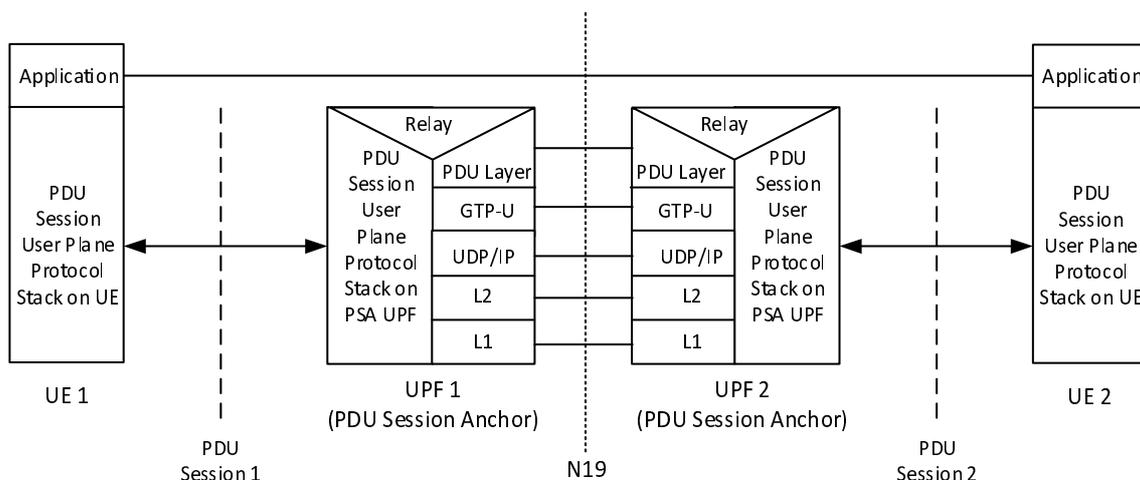 Application
PDU
Session
User Plane
Protocol
Stack on UE
UE 1
PDU
Session 1
Relay
PDU
Session
User
Plane
Protocol
Stack on
PSA UPF
PDU Layer
GTP-U
UDP/IP
L2
L1
UPF 1
(PDU Session Anchor)
N19
Relay
PDU Layer
GTP-U
UDP/IP
L2
L1
PDU
Session
User
Plane
Protocol
Stack on
PSA UPF
UPF 2
(PDU Session Anchor)
PDU
Session 2
Application
PDU
Session
User Plane
Protocol
Stack on UE
UE 2